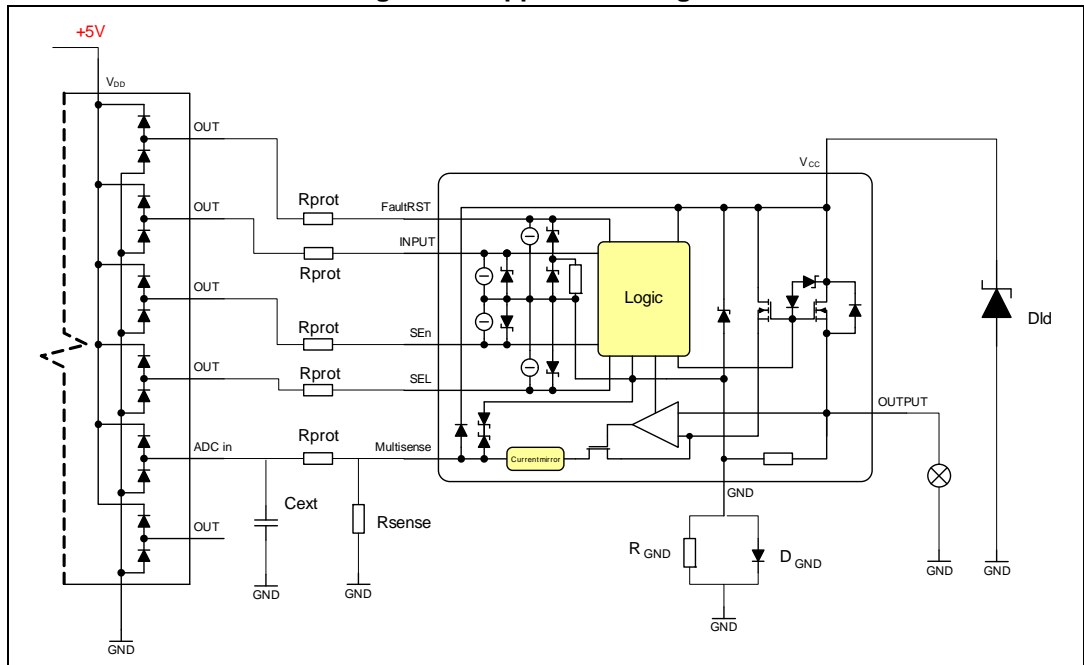 +5V
VDD
OUT
Rprot
FaultRST
VCC
OUT
Rprot
INPUT
Logic
OUT
Rprot
SEn
Dld
OUT
Rprot
SEL
OUTPUT
ADC in
Rprot
Multisense
Currentmirror
GND
Cext
Rsense
OUT
R GND
D GND
GND
GND
GND
GND
GND
GND